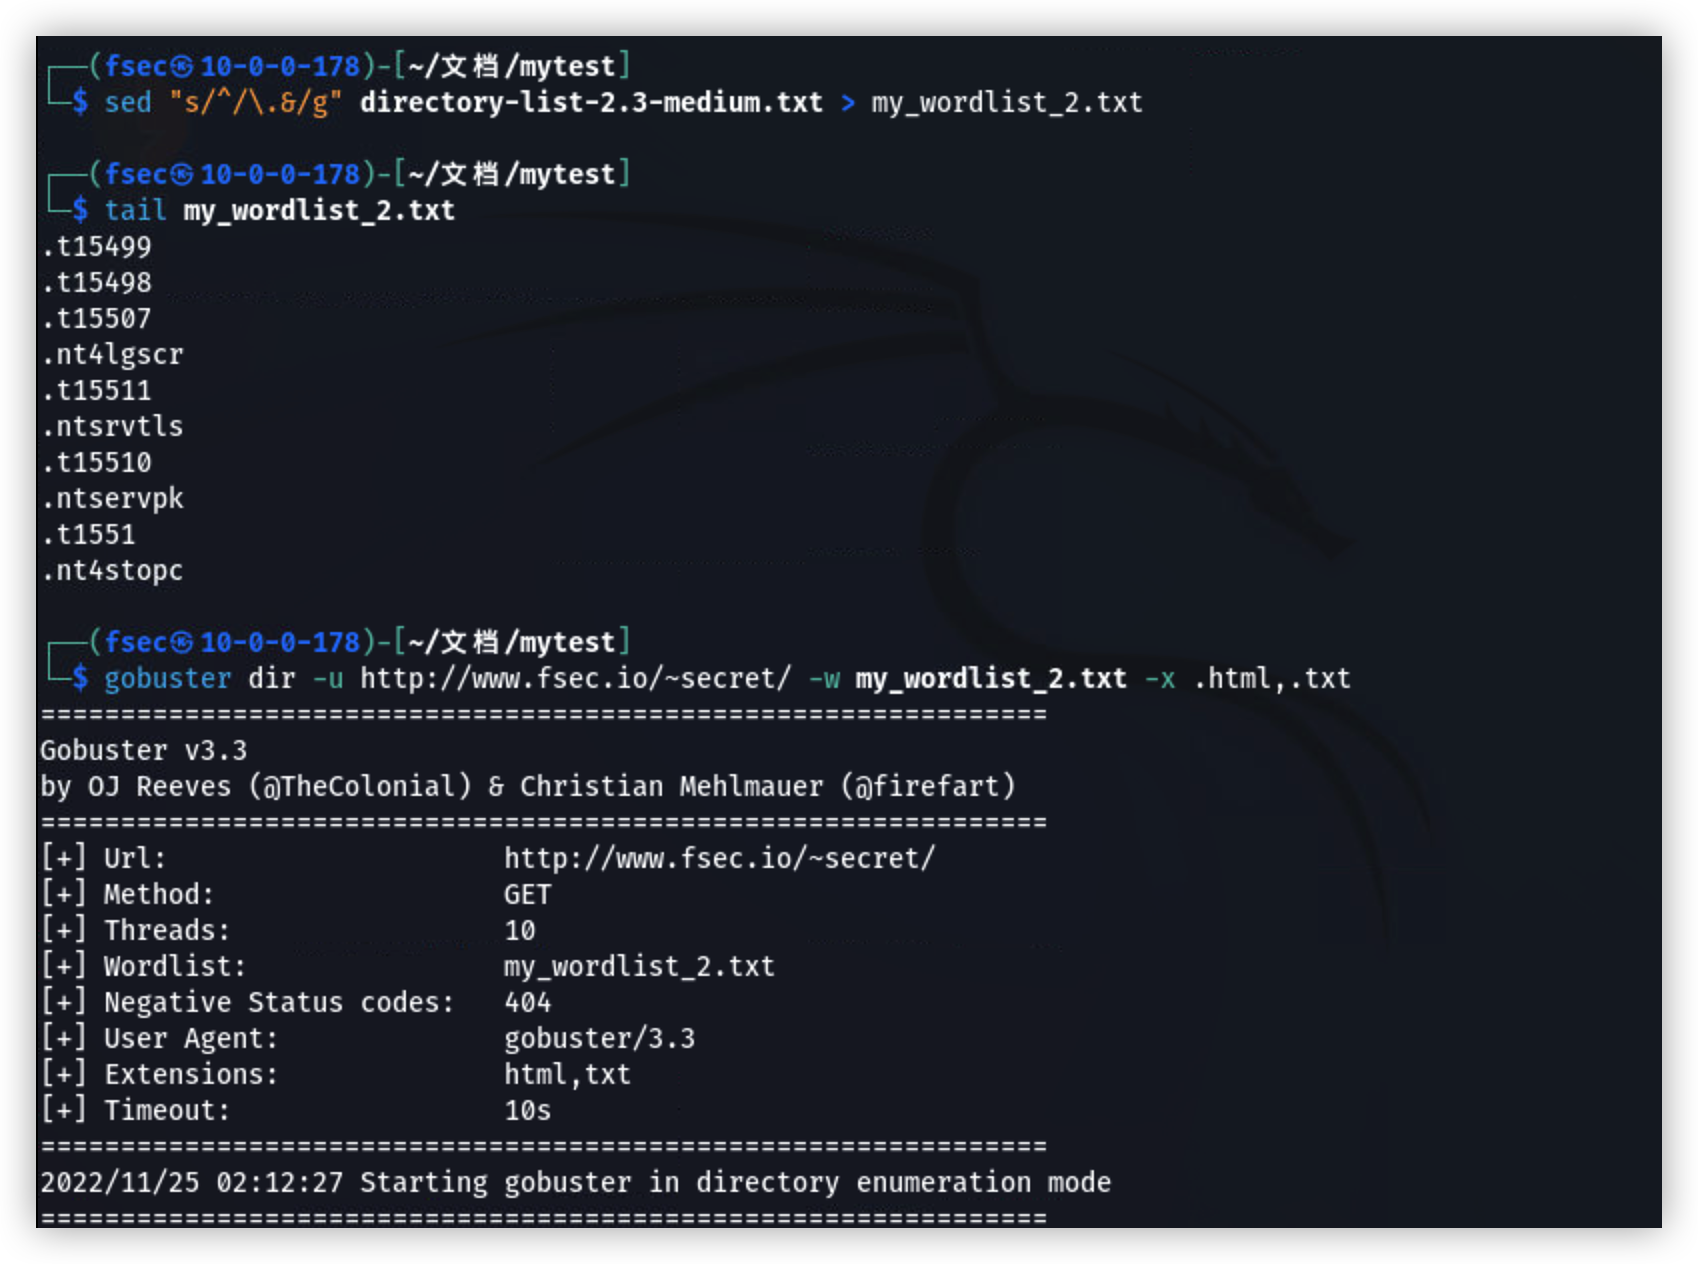 ┌──(fsec㉿10-0-0-178)-[~/文档/mytest]
└─$ sed "s/^/\.&/g" directory-list-2.3-medium.txt > my_wordlist_2.txt
┌──(fsec㉿10-0-0-178)-[~/文档/mytest]
└─$ tail my_wordlist_2.txt
.t15499
.t15498
.t15507
.nt4lgscr
.t15511
.ntsrvtls
.t15510
.ntservpk
.t1551
.nt4stopc
┌──(fsec㉿10-0-0-178)-[~/文档/mytest]
└─$ gobuster dir -u http://www.fsec.io/~secret/ -w my_wordlist_2.txt -x .html,.txt
===============================================================
Gobuster v3.3
by OJ Reeves (@TheColonial) & Christian Mehlmauer (@firefart)
===============================================================
[+] Url:                     http://www.fsec.io/~secret/
[+] Method:                  GET
[+] Threads:                 10
[+] Wordlist:                my_wordlist_2.txt
[+] Negative Status codes:   404
[+] User Agent:              gobuster/3.3
[+] Extensions:              html,txt
[+] Timeout:                 10s
===============================================================
2022/11/25 02:12:27 Starting gobuster in directory enumeration mode
===============================================================